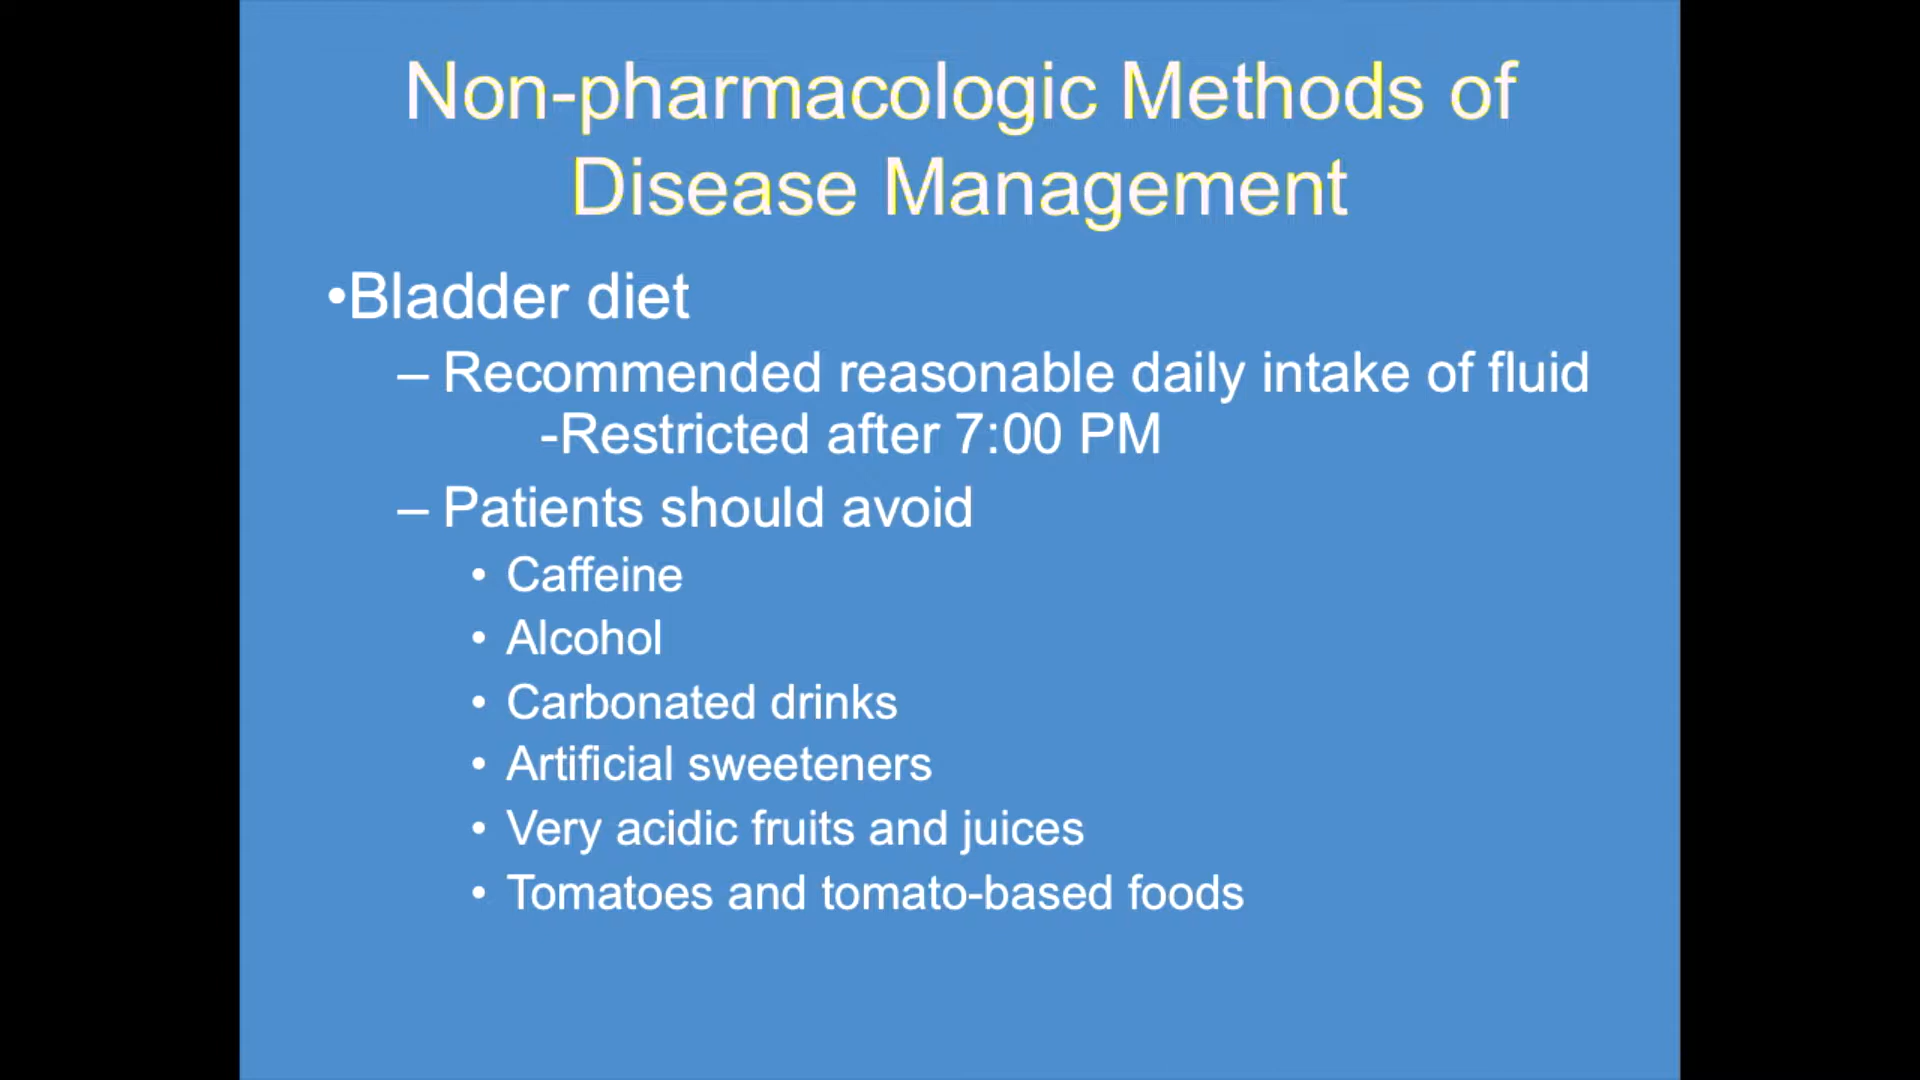 Non-pharmacologic Methods of
Disease Management
•Bladder diet
– Recommended reasonable daily intake of fluid
-Restricted after 7:00 PM
– Patients should avoid
• Caffeine
• Alcohol
• Carbonated drinks
• Artificial sweeteners
• Very acidic fruits and juices
• Tomatoes and tomato-based foods